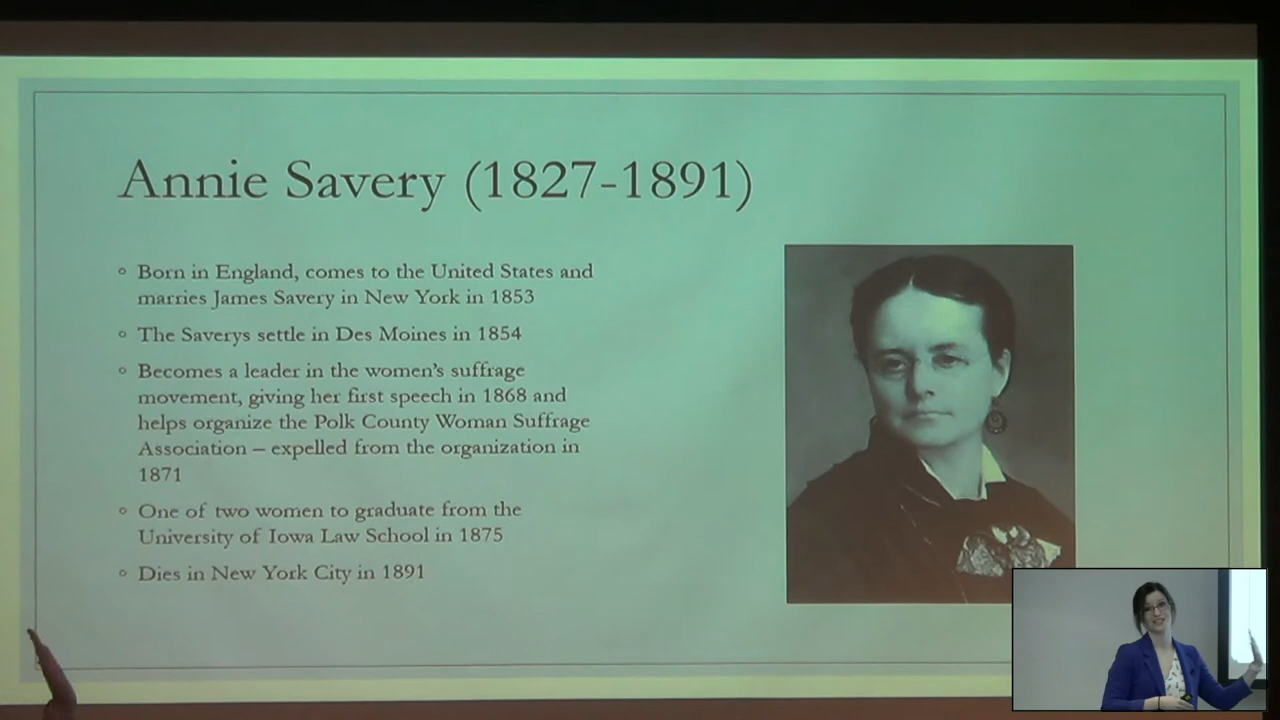 Annie Savery (1827-1891)
◦ Born in England, comes to the United States and
marries James Savery in New York in 1853
◦ The Saverys settle in Des Moines in 1854
◦ Becomes a leader in the women's suffrage
movement, giving her first speech in 1868 and
helps organize the Polk County Woman Suffrage
Association – expelled from the organization in
1871
◦ One of two women to graduate from the
University of Iowa Law School in 1875
◦ Dies in New York City in 1891